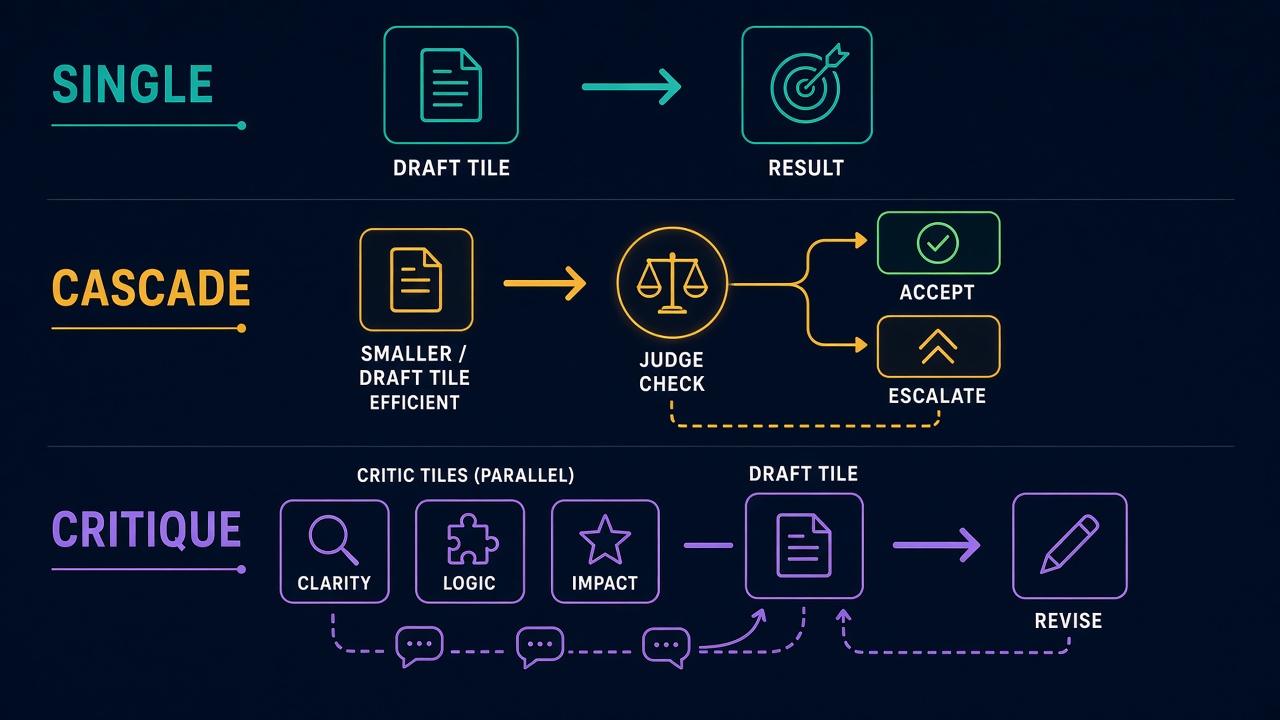 SINGLE
DRAFT TILE
RESULT
CASCADE
SMALLER /
DRAFT TILE
EFFICIENT
JUDGE
CHECK
ACCEPT
ESCALATE
CRITIQUE
CRITIC TILES (PARALLEL)
CLARITY
LOGIC
IMPACT
DRAFT TILE
REVISE